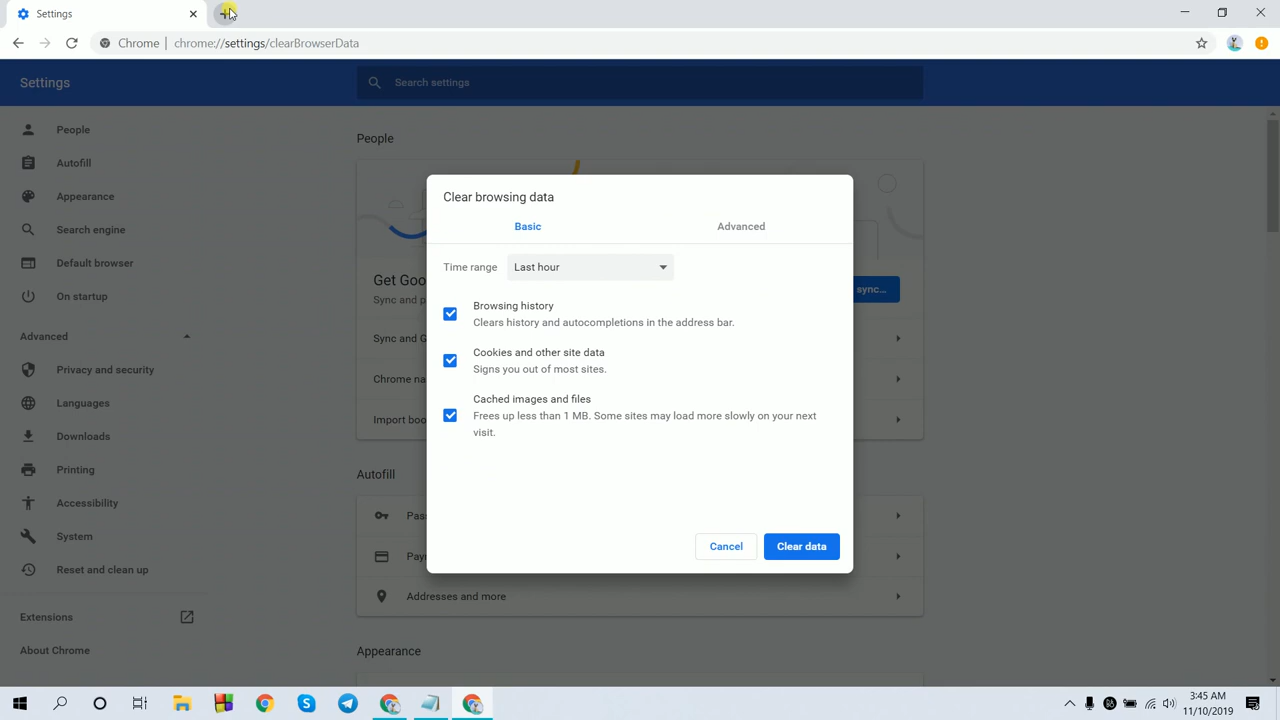 Settings
Chrome
chrome://settings/clearBrowserData
Settings
Search settings
People
Autofill
Appearance
Search engine
Default browser
On startup
Advanced
Privacy and security
Languages
Downloads
Printing
Accessibility
System
Reset and clean up
Extensions
About Chrome
People
Get Goo
Sync and p
sync...
Sync and G
Chrome na
Import boo
Autofill
Pass
Payr
Addresses and more
Appearance
Clear browsing data
Basic
Advanced
Time range
Last hour
Browsing history
Clears history and autocompletions in the address bar.
Cookies and other site data
Signs you out of most sites.
Cached images and files
Frees up less than 1 MB. Some sites may load more slowly on your next
visit.
Cancel
Clear data
3:45 AM
11/10/2019